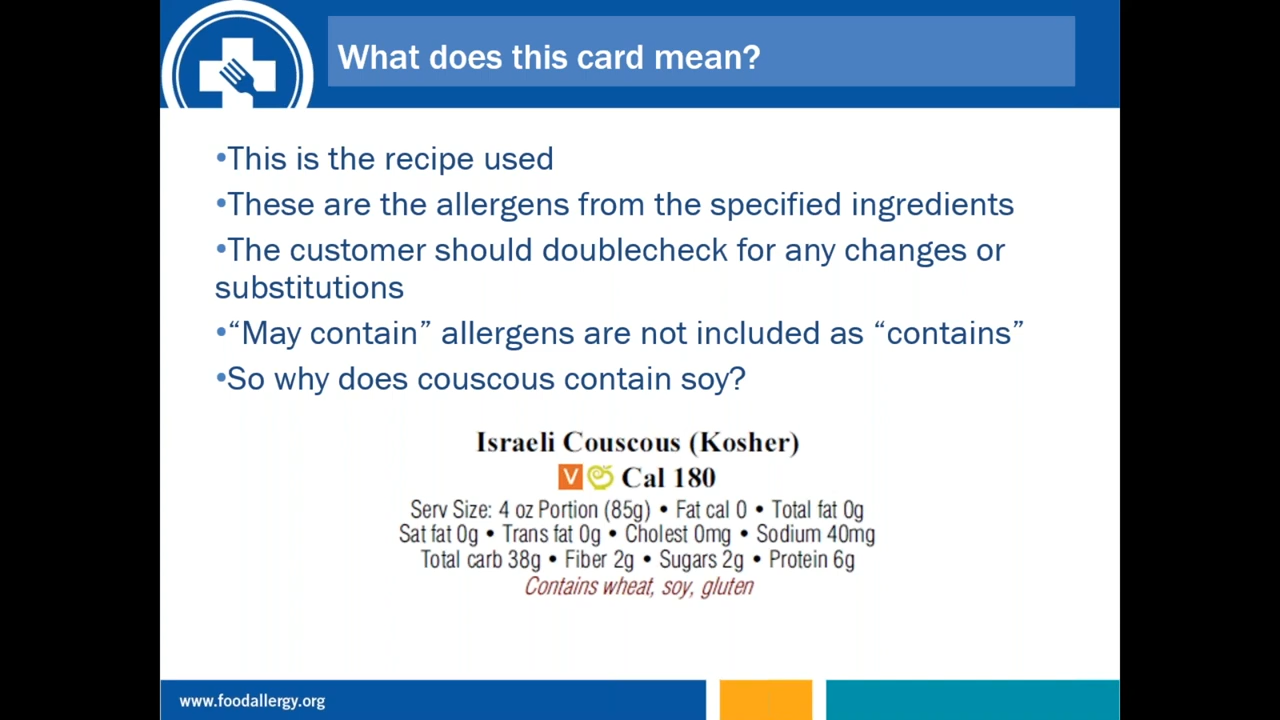 What does this card mean?
•This is the recipe used
•These are the allergens from the specified ingredients
•The customer should doublecheck for any changes or
substitutions
•“May contain” allergens are not included as “contains”
•So why does couscous contain soy?
Israeli Couscous (Kosher)
V Cal 180
Serv Size: 4 oz Portion (85g) • Fat cal 0 • Total fat 0g
Sat fat 0g • Trans fat 0g • Cholest 0mg • Sodium 40mg
Total carb 38g • Fiber 2g • Sugars 2g • Protein 6g
Contains wheat, soy, gluten
www.foodallergy.org